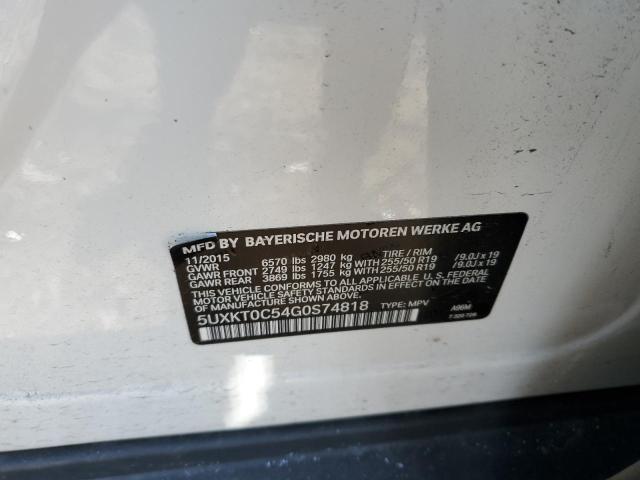 MFD BY BAYERISCHE MOTOREN WERKE AG
11/2015 TIRE / RIM
GVWR 6570 lbs 2980 kg
GAWR FRONT 2749 lbs 1247 kg WITH 255/50 R19 /9.0J x 19
GAWR REAR 3869 lbs 1755 kg WITH 255/50 R19 /9.0J x 19
THIS VEHICLE CONFORMS TO ALL APPLICABLE U.S. FEDERAL
MOTOR VEHICLE SAFETY STANDARDS IN EFFECT ON THE DATE OF
MANUFACTURE SHOWN ABOVE.
5UXKT0C54G0S74818 TYPE: MPV
A96M